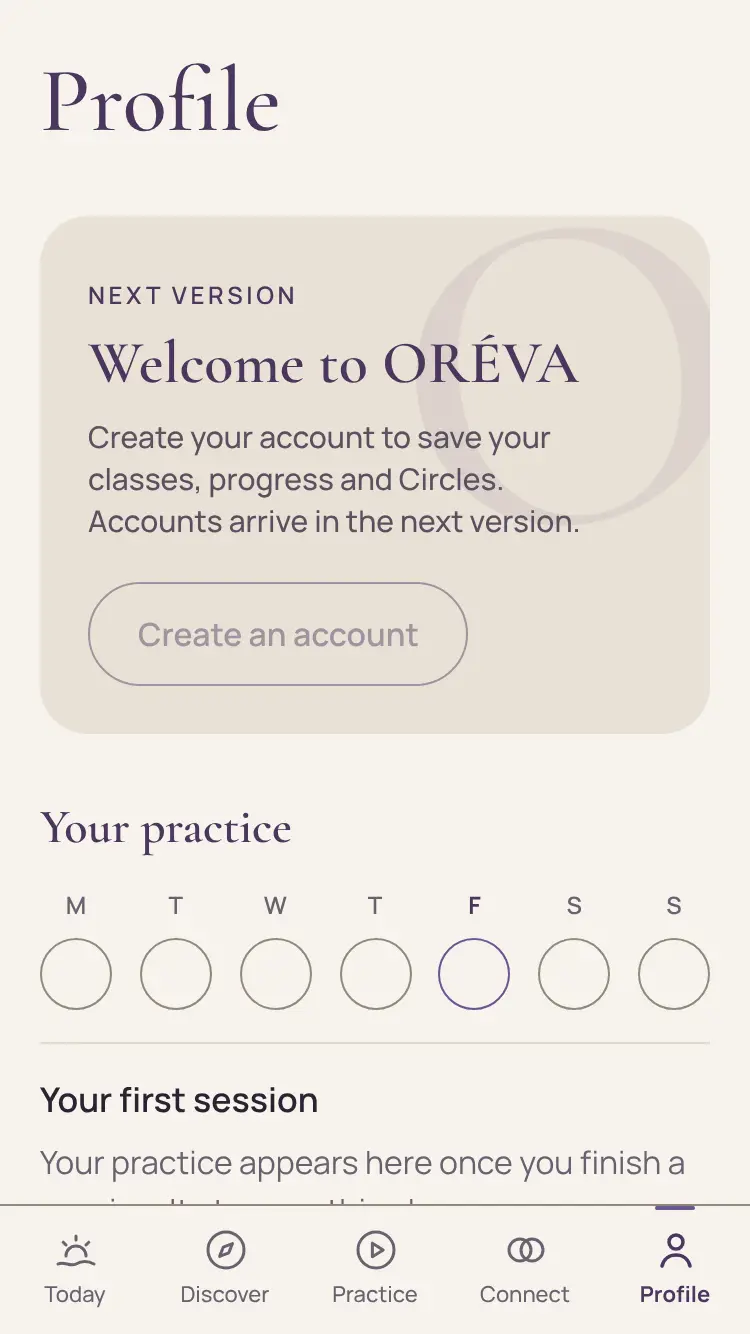 Profile
NEXT VERSION
Welcome to ORÉVA
Create your account to save your
classes, progress and Circles.
Accounts arrive in the next version.
Create an account
Your practice
M T W T F S S
Your first session
Your practice appears here once you finish a
Today Discover Practice Connect Profile